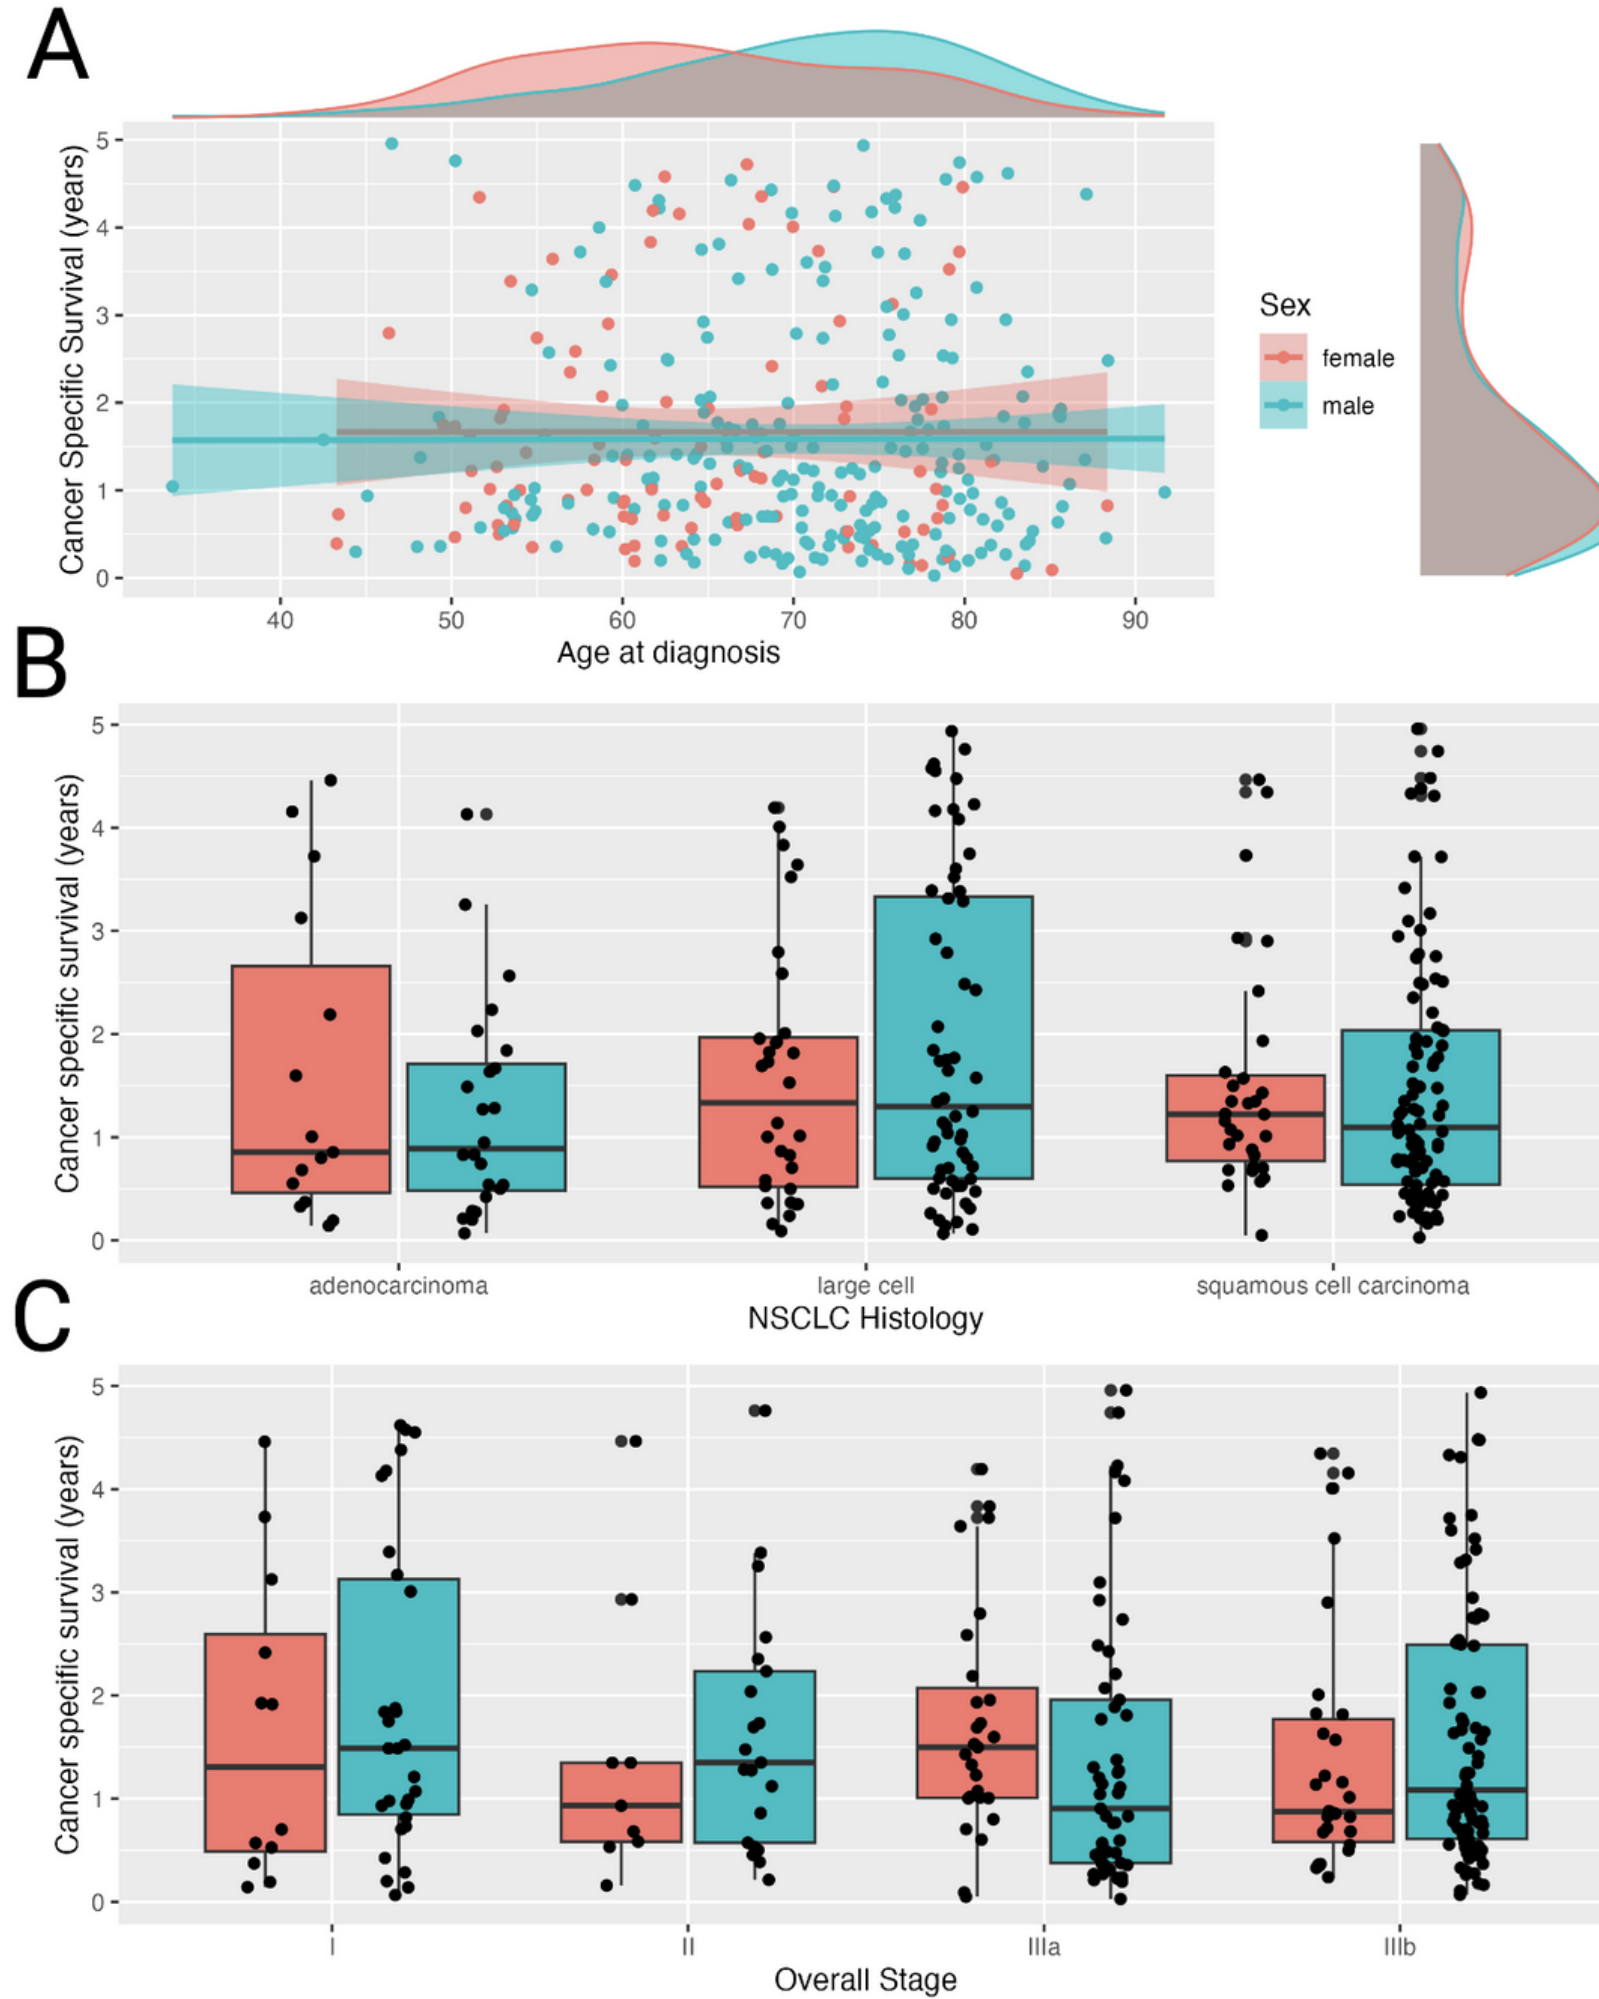 A
Cancer Specific Survival (years)
5
4
3
2
1
0
40 50 60 70 80 90
Age at diagnosis
Sex
female
male
B
Cancer specific survival (years)
5
4
3
2
1
0
adenocarcinoma large cell squamous cell carcinoma
NSCLC Histology
C
Cancer specific survival (years)
5
4
3
2
1
0
I II IIIa IIIb
Overall Stage